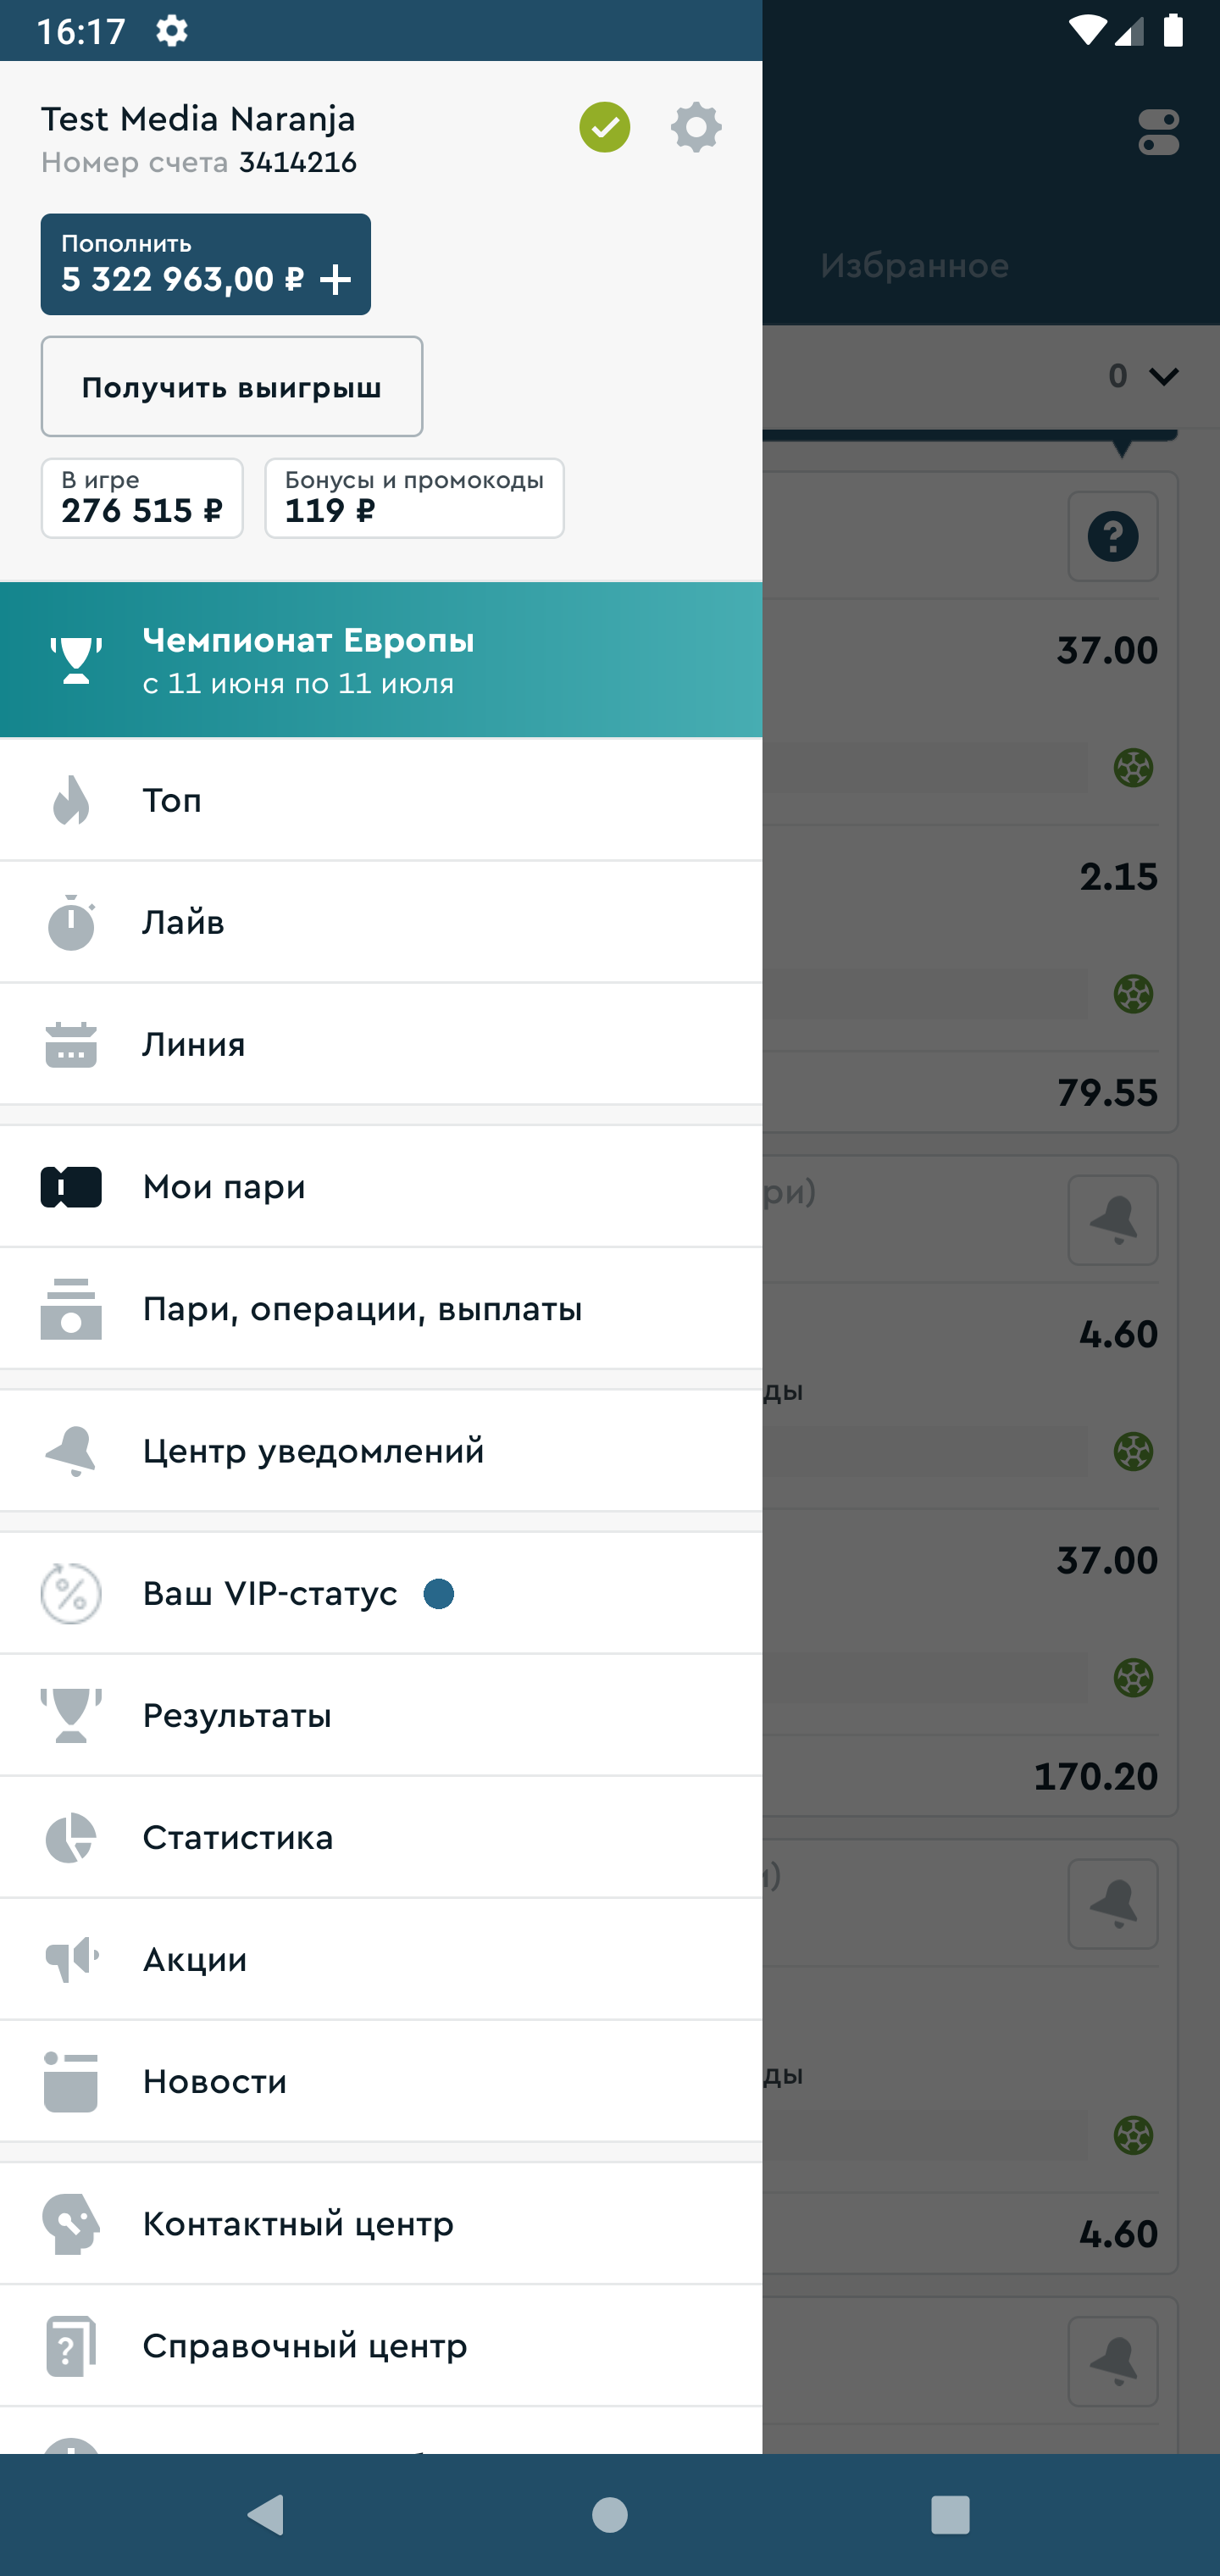 16:17
Test Media Naranja
Номер счета 3414216
Пополнить
5 322 963,00 ₽ +
Получить выигрыш
В игре
276 515 ₽
Бонусы и промокоды
119 ₽
Чемпионат Европы
с 11 июня по 11 июля
Топ
Лайв
Линия
Мои пари
Пари, операции, выплаты
Центр уведомлений
Ваш VIP-статус
Результаты
Статистика
Акции
Новости
Контактный центр
Справочный центр
Избранное
0
37.00
2.15
79.55
ри)
4.60
ды
37.00
170.20
)
ды
4.60